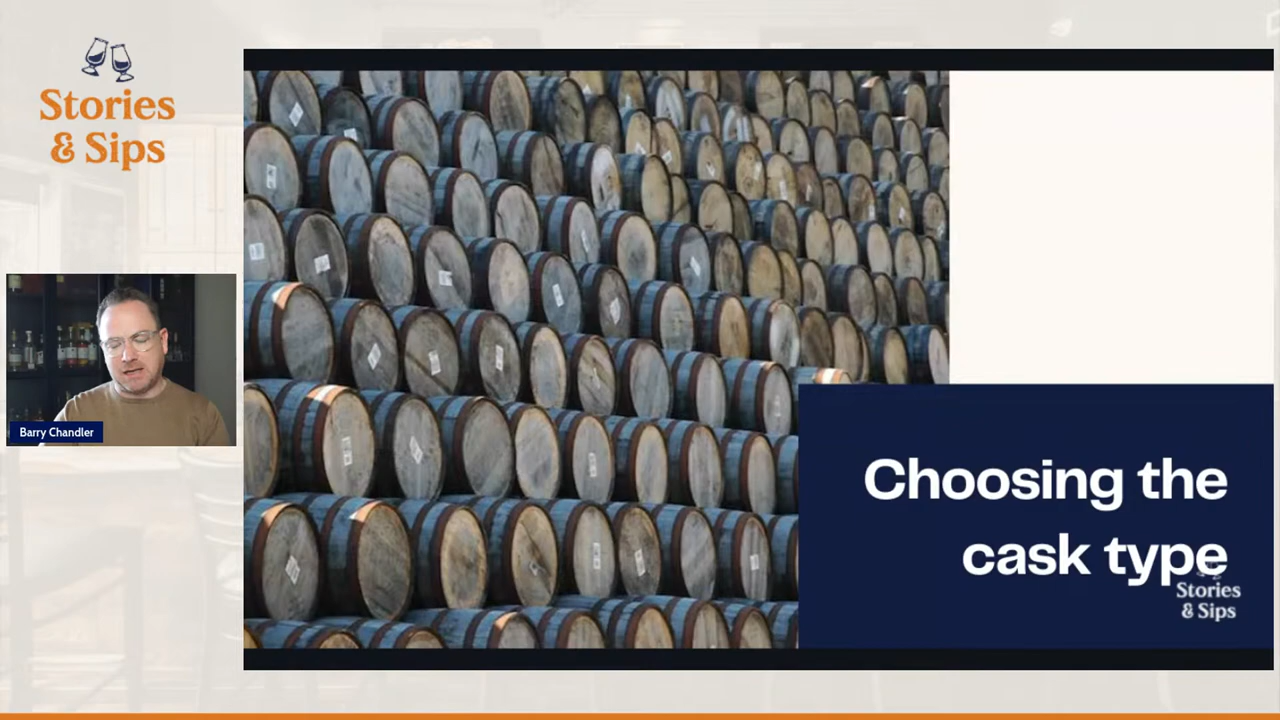 Stories
& Sips
Barry Chandler
Choosing the
cask type
Stories
& Sips